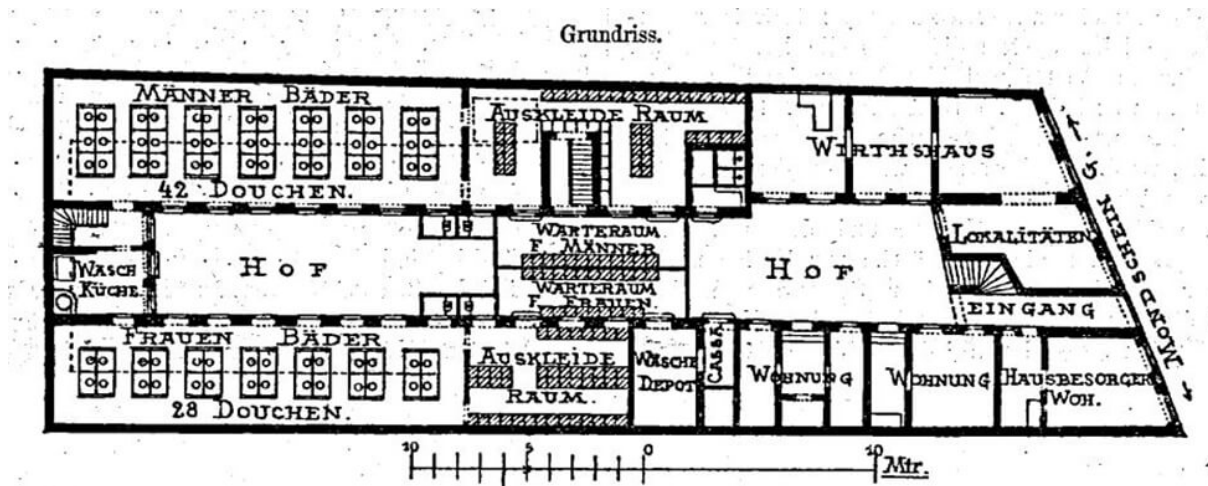 Grundriss.
MÄNNER BÄDER
42 DOUCHEN.
AUSKLEIDE RAUM
WIRTHSHAUS
WASCH
KÜCHE
HOF
WARTERAUM
F. MÄNNER
WARTERAUM
F. FRAUEN
HOF
LOKALITÄTEN
EINGANG
MONDSCHEIN G.
FRAUEN BÄDER
28 DOUCHEN.
AUSKLEIDE
RAUM.
WÄSCHE
DEPOT
CASSA
WOHNUNG
WOHNUNG
HAUSBESORGER
WOH.
10 5 0 10 Mtr.